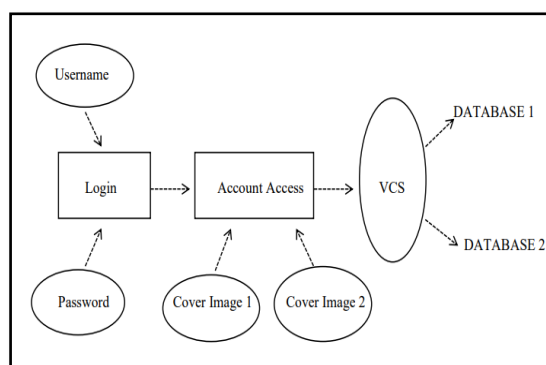 Username
DATABASE 1
Login
Account Access
VCS
DATABASE 2
Password
Cover Image 1
Cover Image 2